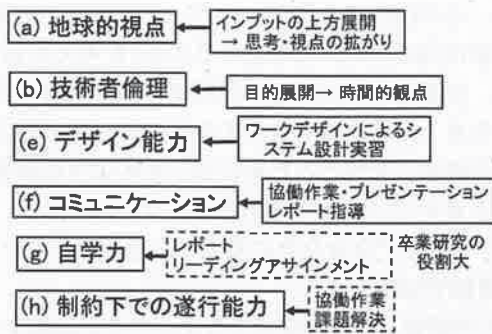 (a) 地球的視点
インプットの上方展開
→ 思考・視点の拡がり
(b) 技術者倫理
目的展開→ 時間的観点
(e) デザイン能力
ワークデザインによるシ
ステム設計実習
(f) コミュニケーション
協働作業・プレゼンテーション
レポート指導
(g) 自学力
レポート
リーディングアサインメント
卒業研究の
役割大
(h) 制約下での遂行能力
協働作業
課題解決